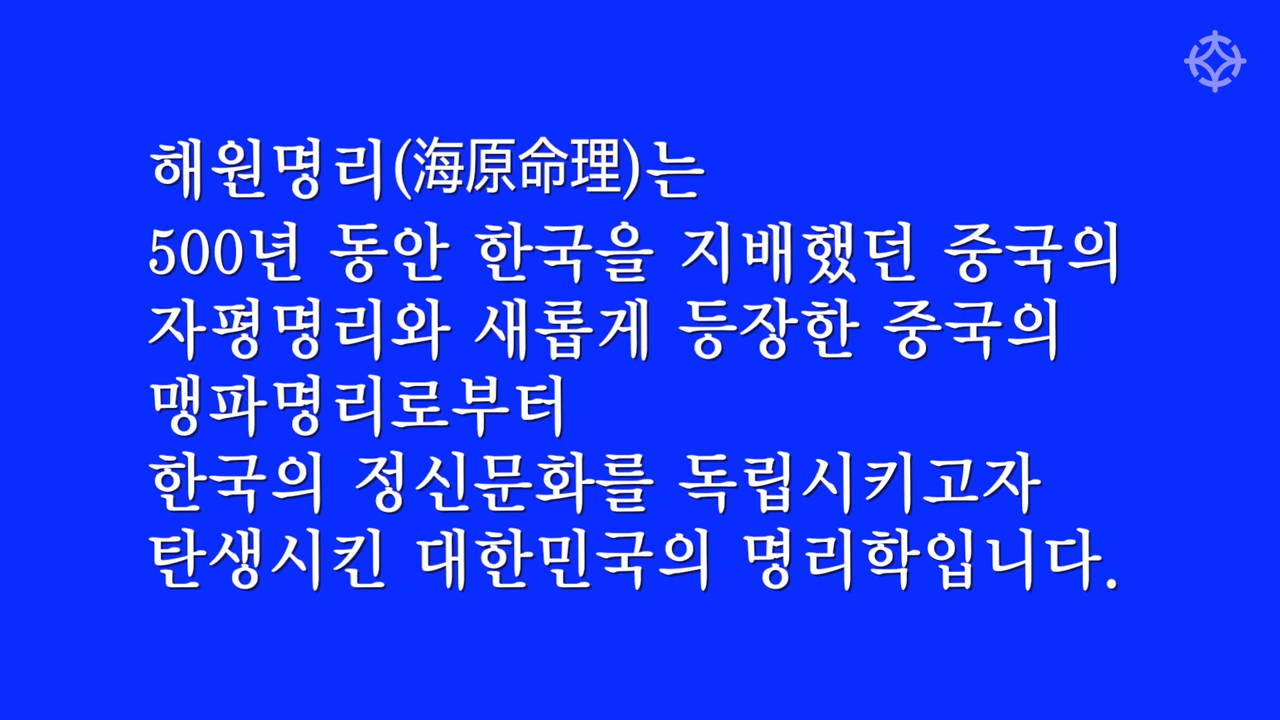 해원명리(海原命理)는
500년 동안 한국을 지배했던 중국의
자평명리와 새롭게 등장한 중국의
맹파명리로부터
한국의 정신문화를 독립시키고자
탄생시킨 대한민국의 명리학입니다.